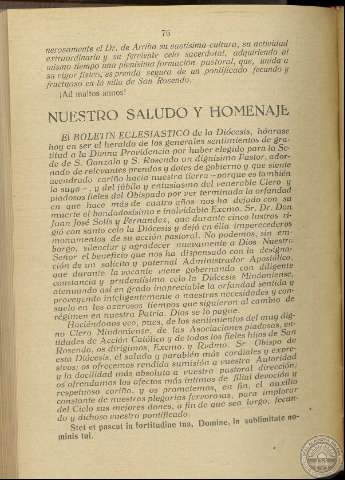 76
nerosamente el Dr. de Arriba su vastísima cultura, su actividad
extraordinaria y su ferviente celo sacerdotal, adquiriendo al
mismo tiempo una plenísima formación pastoral, que, unida a
su vigor físico, es prenda segura de un pontificado fecundo y
fructuoso en la silla de San Rosendo.
¡Ad multos annos!
NUESTRO SALUDO Y HOMENAJE
El BOLETIN ECLESIASTICO de la Diócesis, hónrase
hoy en ser el heraldo de los generales sentimientos de gra-
titud a la Divina Providencia por haber elegido para la Se-
de de S. Gonzalo y S. Rosendo un dignísimo Pastor, ador-
nado de relevantes prendas y dotes de gobierno y que siente
acendrado cariño hacia nuestra tierra—porque es también
la suya—, y del júbilo y entusiasmo del venerable Clero y
piadosos fieles del Obispado por ver terminada la orfandad
en que hace más de cuatro años nos ha dejado con su
muerte el bondadosísimo e inolvidable Excmo. Sr. Dr. Don
Juan José Solís y Fernández, que durante cinco lustros ri-
gió con santo celo la Diócesis y dejó en ella imperecederos
monumentos de su acción pastoral. No podemos, sin em-
bargo, silenciar y agradecer nuevamente a Dios Nuestro
Señor el beneficio que nos ha dispensado con la designa-
ción de un solícito y paternal Administrador Apostólico,
que durante la vacante viene gobernando con diligente
constancia y prudentísimo celo la Diócesis Mindoniense,
atenuando así en grado inapreciable la orfandad sentida y
proveyendo inteligentemente a nuestras necesidades y con-
suelo en los azarosos tiempos que siguieron al cambio de
régimen en nuestra Patria. Dios se lo pague.
Haciéndonos eco, pues, de los sentimientos del muy dig-
no Clero Mindoniense, de las Asociaciones piadosas, en-
tidades de Acción Católica y de todos los fieles hijos de San
Rosendo, os dirigimos, Excmo. y Rvdmo. Sr. Obispo de
esta Diócesis, el saludo y parabién más cordiales y expre-
sivos; os ofrecemos rendida sumisión a vuestra Autoridad
y la docilidad más absoluta a vuestra pastoral dirección;
os ofrendamos los afectos más íntimos de filial devoción y
respetuoso cariño, y os prometemos, en fin, el auxilio
constante de nuestras plegarias fervorosas, para implorar
del Cielo sus mejores dones, a fin de que sea largo, fecun-
do y dichoso vuestro pontificado.
Stet et pascat in fortitudine tua, Domine, in sublimitate no-
minis tui.